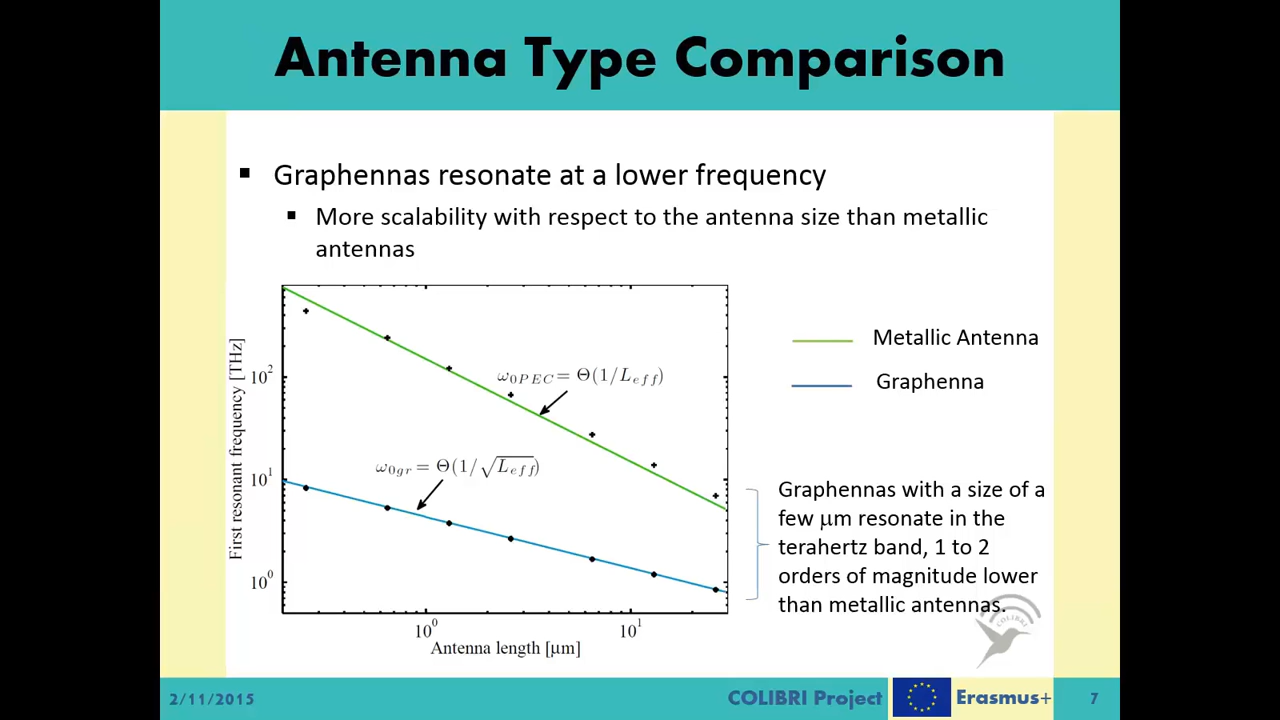 Antenna Type Comparison
▪ Graphennas resonate at a lower frequency
▪ More scalability with respect to the antenna size than metallic
antennas
First resonant frequency [THz]
10²
10¹
10⁰
ω₀PEC = Θ(1/Leff)
ω₀gr = Θ(1/√Leff)
10⁰
10¹
Antenna length [μm]
Metallic Antenna
Graphenna
Graphennas with a size of a
few μm resonate in the
terahertz band, 1 to 2
orders of magnitude lower
than metallic antennas.
COLIBRI
2/11/2015
COLIBRI Project
Erasmus+
7